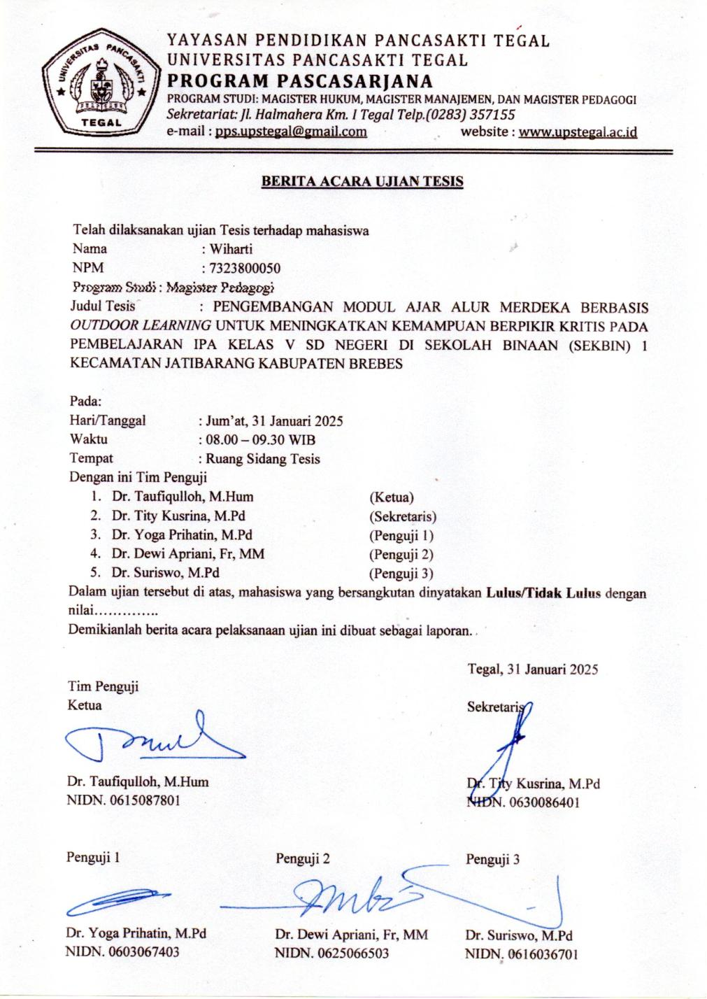 UNIVERSITAS PANCASAKTI
TEGAL
YAYASAN PENDIDIKAN PANCASAKTI TEGAL
UNIVERSITAS PANCASAKTI TEGAL
PROGRAM PASCASARJANA
PROGRAM STUDI: MAGISTER HUKUM, MAGISTER MANAJEMEN, DAN MAGISTER PEDAGOGI
Sekretariat: Jl. Halmahera Km. 1 Tegal Telp.(0283) 357155
e-mail : pps.upstegal@gmail.com website : www.upstegal.ac.id
BERITA ACARA UJIAN TESIS
Telah dilaksanakan ujian Tesis terhadap mahasiswa
Nama : Wiharti
NPM : 7323800050
Program Studi : Magister Pedagogi
Judul Tesis : PENGEMBANGAN MODUL AJAR ALUR MERDEKA BERBASIS
OUTDOOR LEARNING UNTUK MENINGKATKAN KEMAMPUAN BERPIKIR KRITIS PADA
PEMBELAJARAN IPA KELAS V SD NEGERI DI SEKOLAH BINAAN (SEKBIN) 1
KECAMATAN JATIBARANG KABUPATEN BREBES
Pada:
Hari/Tanggal : Jum'at, 31 Januari 2025
Waktu : 08.00 – 09.30 WIB
Tempat : Ruang Sidang Tesis
Dengan ini Tim Penguji
1. Dr. Taufiqulloh, M.Hum (Ketua)
2. Dr. Tity Kusrina, M.Pd (Sekretaris)
3. Dr. Yoga Prihatin, M.Pd (Penguji 1)
4. Dr. Dewi Apriani, Fr, MM (Penguji 2)
5. Dr. Suriswo, M.Pd (Penguji 3)
Dalam ujian tersebut di atas, mahasiswa yang bersangkutan dinyatakan Lulus/Tidak Lulus dengan
nilai..............
Demikianlah berita acara pelaksanaan ujian ini dibuat sebagai laporan.
Tegal, 31 Januari 2025
Tim Penguji
Ketua Sekretaris
Dr. Taufiqulloh, M.Hum Dr. Tity Kusrina, M.Pd
NIDN. 0615087801 NIDN. 0630086401
Penguji 1 Penguji 2 Penguji 3
Dr. Yoga Prihatin, M.Pd Dr. Dewi Apriani, Fr, MM Dr. Suriswo, M.Pd
NIDN. 0603067403 NIDN. 0625066503 NIDN. 0616036701